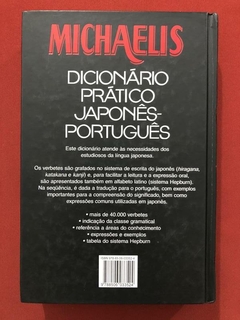 MICHAELIS
DICIONÁRIO
PRÁTICO
JAPONÊS-
PORTUGUÊS
Este dicionário atende às necessidades dos
estudiosos da língua japonesa.
Os verbetes são grafados no sistema de escrita do japonês (hiragana,
katakana e kanji) e, para facilitar a leitura e a expressão oral,
são apresentados também em alfabeto latino (sistema Hepburn).
Na seqüência, é dada a tradução para o português, com exemplos
importantes para a compreensão do significado, bem como
expressões comuns utilizadas em japonês.
• mais de 40.000 verbetes
• indicação da classe gramatical
• referência a áreas do conhecimento
• expressões e exemplos
• tabela do sistema Hepburn